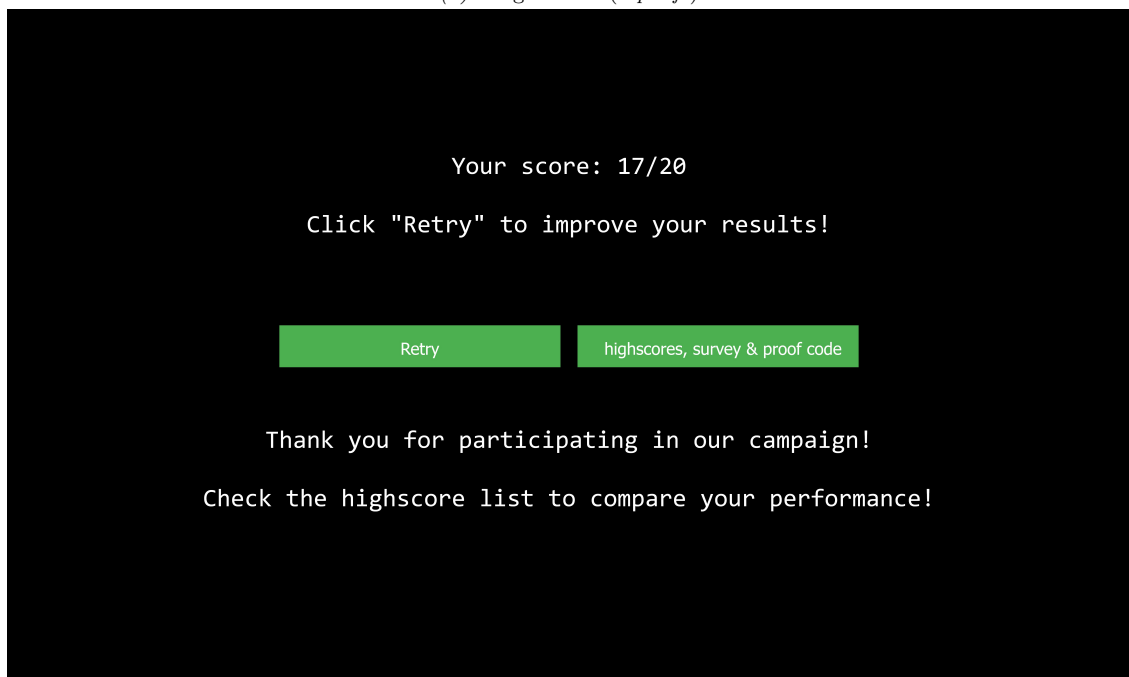 Your score: 17/20
Click "Retry" to improve your results!
Retry
highscores, survey & proof code
Thank you for participating in our campaign!
Check the highscore list to compare your performance!